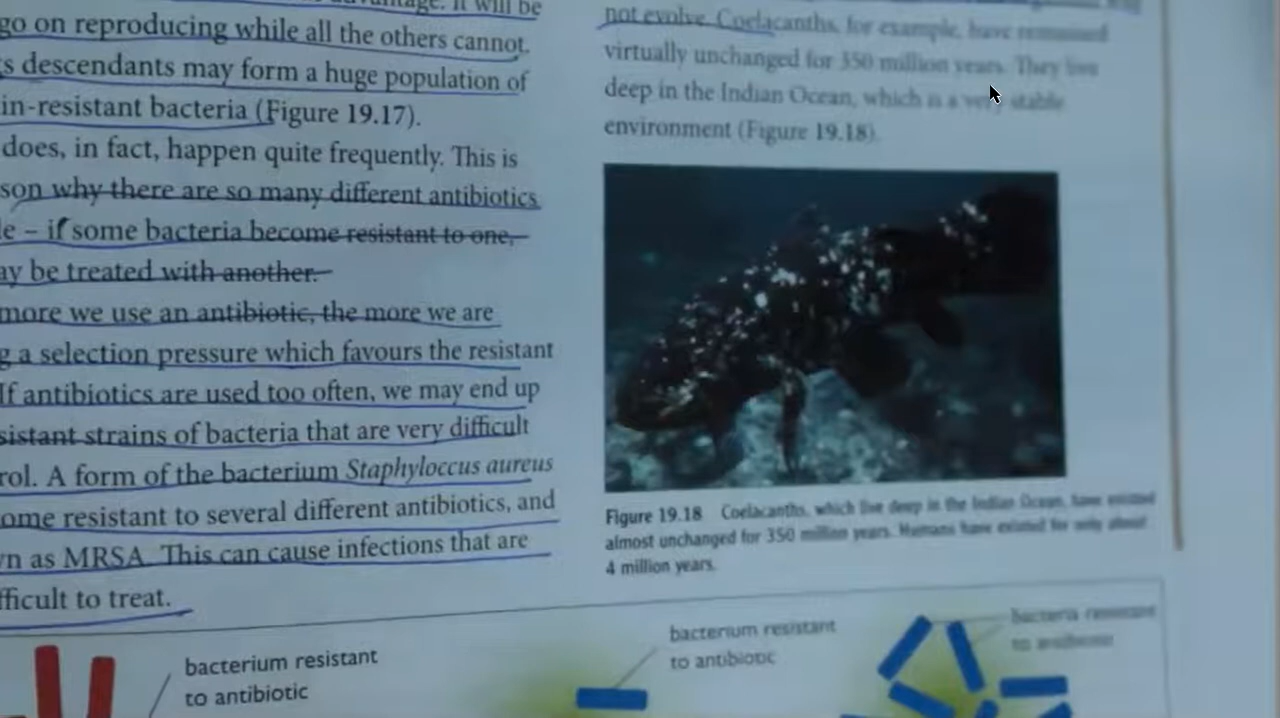 It will be
go on reproducing while all the others cannot.
s descendants may form a huge population of
in-resistant bacteria (Figure 19.17).
does, in fact, happen quite frequently. This is
son why there are so many different antibiotics
le – if some bacteria become resistant to one,
ay be treated with another.
more we use an antibiotic, the more we are
g a selection pressure which favours the resistant
If antibiotics are used too often, we may end up
sistant strains of bacteria that are very difficult
rol. A form of the bacterium Staphyloccus aureus
ome resistant to several different antibiotics, and
wn as MRSA. This can cause infections that are
fficult to treat.
not evolve. Coelacanths, for example, have remained
virtually unchanged for 350 million years. They live
deep in the Indian Ocean, which is a very stable
environment (Figure 19.18).
Figure 19.18 Coelacanths, which live deep in the Indian Ocean, have existed
almost unchanged for 350 million years. Humans have existed for only about
4 million years.
bacterium resistant
to antibiotic
bacterium resistant
to antibiotic
bacteria resistant
to antibiotic